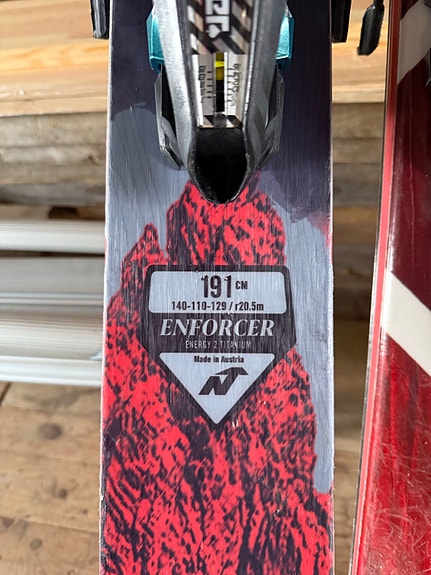 191 CM
140-110-129 / r20.5m
ENFORCER
ENERGY 2 TITANIUM
Made in Austria